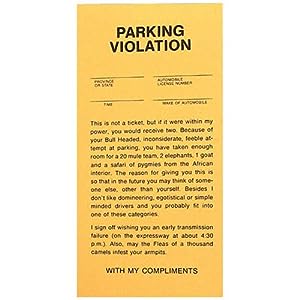 PARKING
VIOLATION
PROVINCE
OR STATE
AUTOMOBILE
LICENSE NUMBER
TIME
MAKE OF AUTOMOBILE
This is not a ticket, but if it were within my
power, you would receive two. Because of
your Bull Headed, inconsiderate, feeble at-
tempt at parking, you have taken enough
room for a 20 mule team, 2 elephants, 1 goat
and a safari of pygmies from the African
interior. The reason for giving you this is
so that in the future you may think of some-
one else, other than yourself. Besides I
don't like domineering, egotistical or simple
minded drivers and you probably fit into
one of these categories.
I sign off wishing you an early transmission
failure (on the expressway at about 4:30
p.m.). Also, may the Fleas of a thousand
camels infest your armpits.
WITH MY COMPLIMENTS